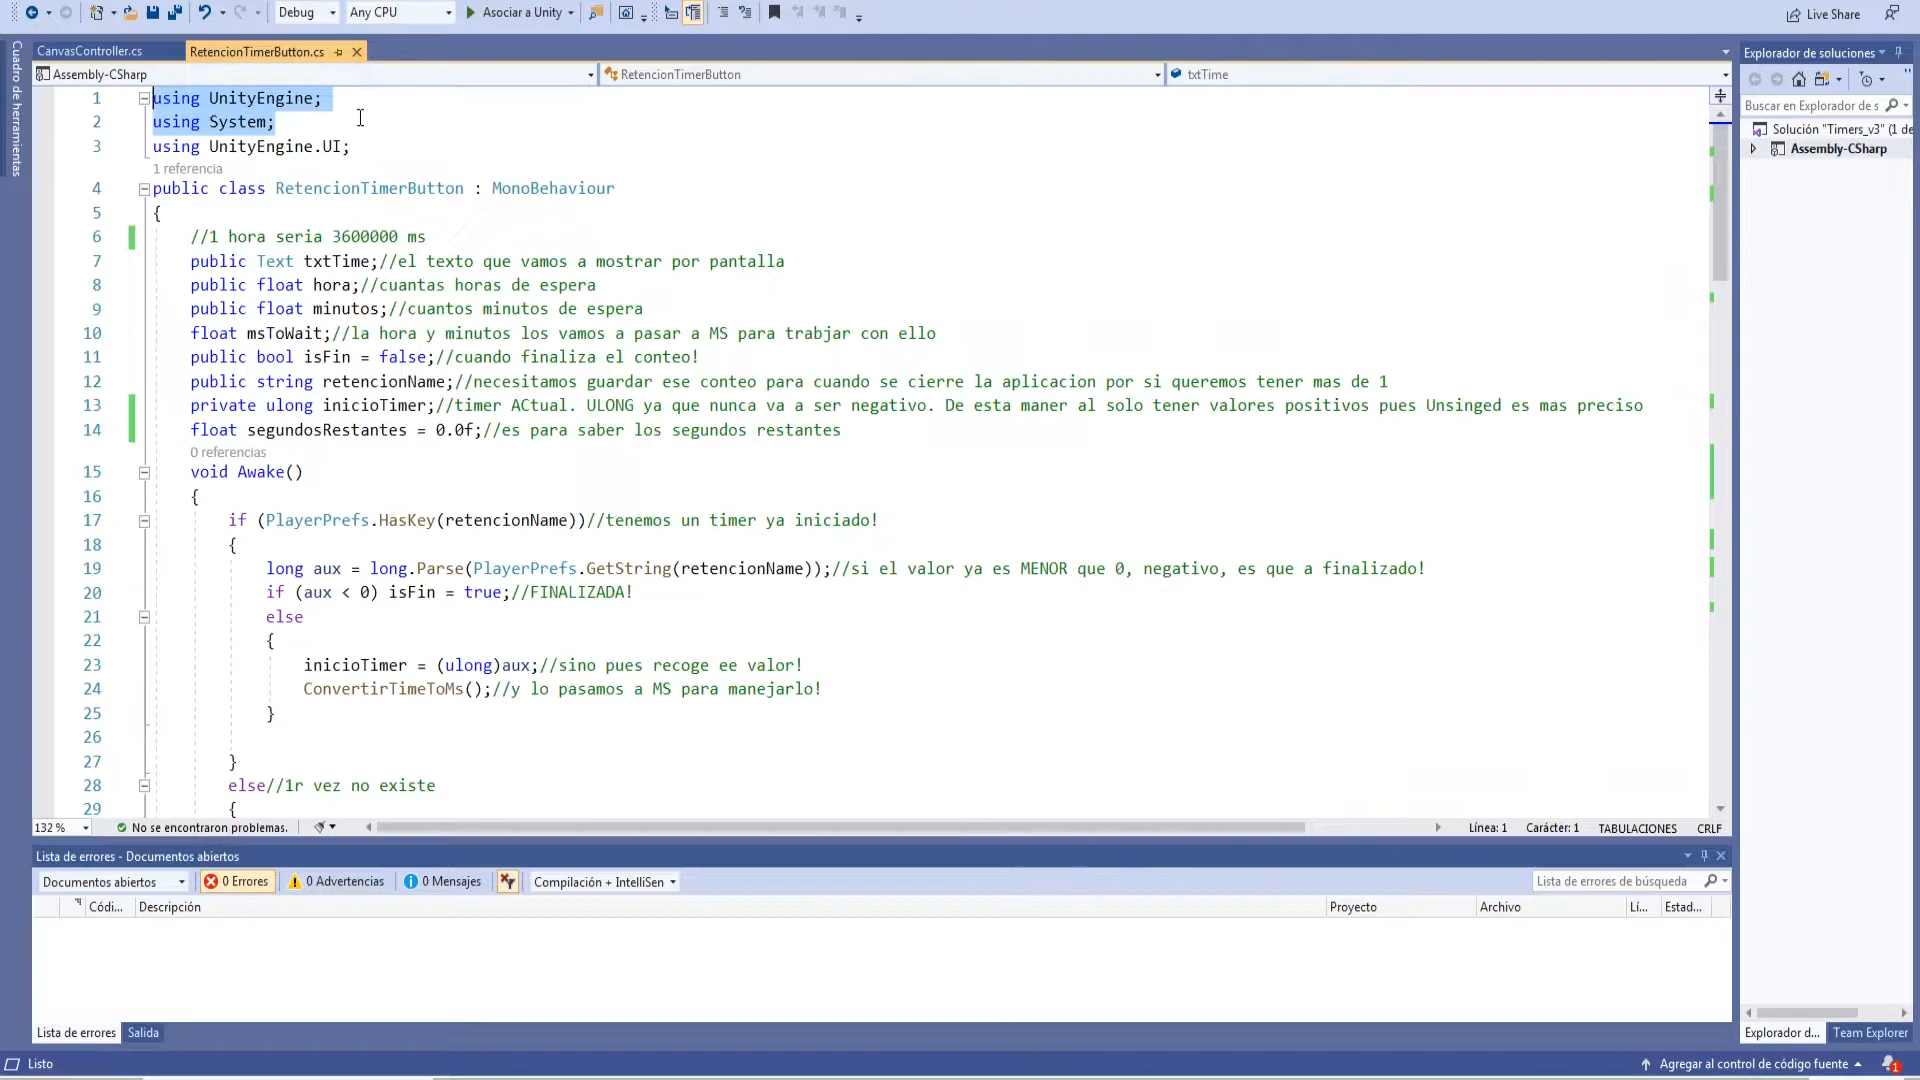 Debug
Any CPU
Asociar a Unity
Live Share
CanvasController.cs
RetencionTimerButton.cs
Cuadro de herramientas
Assembly-CSharp
RetencionTimerButton
txtTime
1 using UnityEngine;
2 using System;
3 using UnityEngine.UI;
1 referencia
4 public class RetencionTimerButton : MonoBehaviour
5 {
6 //1 hora seria 3600000 ms
7 public Text txtTime;//el texto que vamos a mostrar por pantalla
8 public float hora;//cuantas horas de espera
9 public float minutos;//cuantos minutos de espera
10 float msToWait;//la hora y minutos los vamos a pasar a MS para trabjar con ello
11 public bool isFin = false;//cuando finaliza el conteo!
12 public string retencionName;//necesitamos guardar ese conteo para cuando se cierre la aplicacion por si queremos tener mas de 1
13 private ulong inicioTimer;//timer ACtual. ULONG ya que nunca va a ser negativo. De esta maner al solo tener valores positivos pues Unsinged es mas preciso
14 float segundosRestantes = 0.0f;//es para saber los segundos restantes
0 referencias
15 void Awake()
16 {
17 if (PlayerPrefs.HasKey(retencionName))//tenemos un timer ya iniciado!
18 {
19 long aux = long.Parse(PlayerPrefs.GetString(retencionName));//si el valor ya es MENOR que 0, negativo, es que a finalizado!
20 if (aux < 0) isFin = true;//FINALIZADA!
21 else
22 {
23 inicioTimer = (ulong)aux;//sino pues recoge ee valor!
24 ConvertirTimeToMs();//y lo pasamos a MS para manejarlo!
25 }
26
27 }
28 else//1r vez no existe
29 {
132 %
No se encontraron problemas.
Línea: 1
Carácter: 1
TABULACIONES
CRLF
Lista de errores - Documentos abiertos
Documentos abiertos
0 Errores
0 Advertencias
0 Mensajes
Compilación + IntelliSen
Lista de errores de búsqueda
Códi...
Descripción
Proyecto
Archivo
Lí...
Estad...
Lista de errores
Salida
Explorador de soluciones
Buscar en Explorador de s
Solución "Timers_v3" (1 de
Assembly-CSharp
Explorador d...
Team Explorer
Listo
Agregar al control de código fuente
1